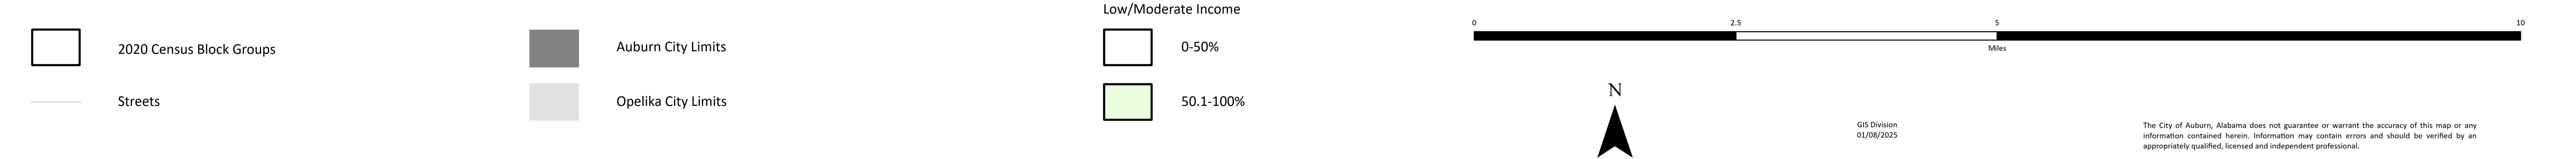 2020 Census Block Groups
Streets
Auburn City Limits
Opelika City Limits
Low/Moderate Income
0-50%
50.1-100%
0 2.5 5 10
Miles
N
GIS Division
01/08/2025
The City of Auburn, Alabama does not guarantee or warrant the accuracy of this map or any
information contained herein. Information may contain errors and should be verified by an
appropriately qualified, licensed and independent professional.